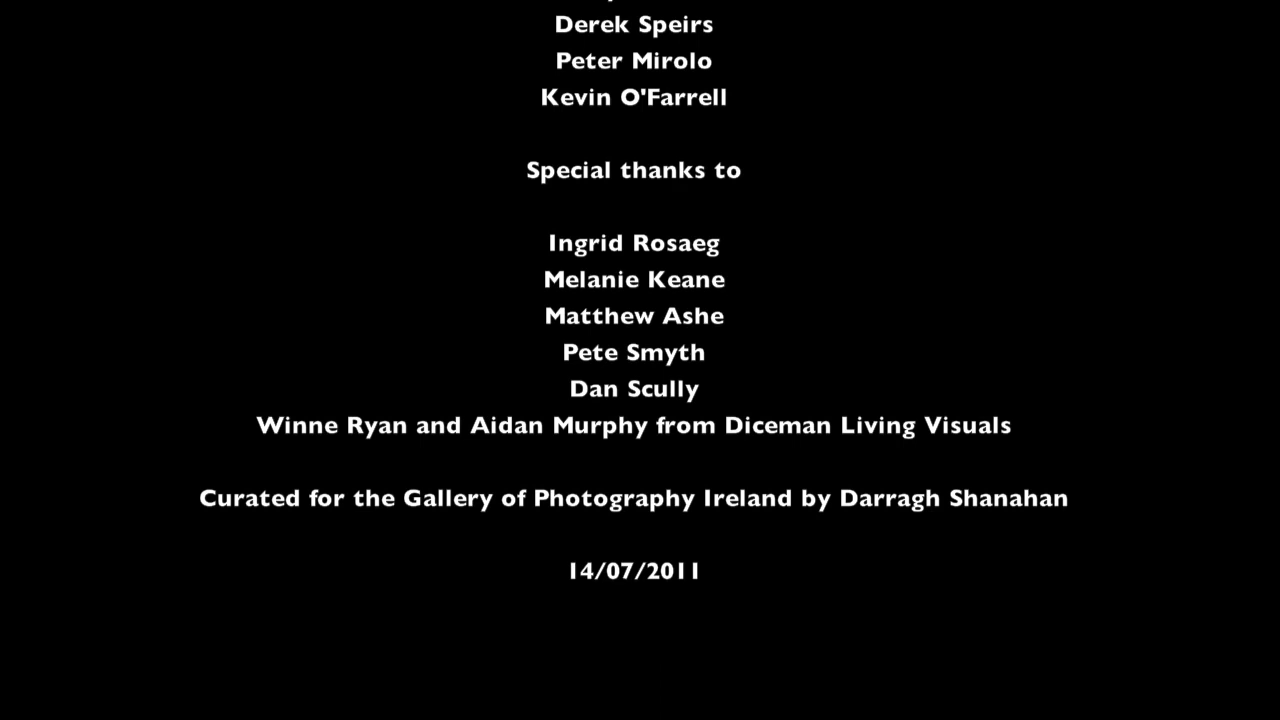 Derek Speirs
Peter Mirolo
Kevin O'Farrell
Special thanks to
Ingrid Rosaeg
Melanie Keane
Matthew Ashe
Pete Smyth
Dan Scully
Winne Ryan and Aidan Murphy from Diceman Living Visuals
Curated for the Gallery of Photography Ireland by Darragh Shanahan
14/07/2011